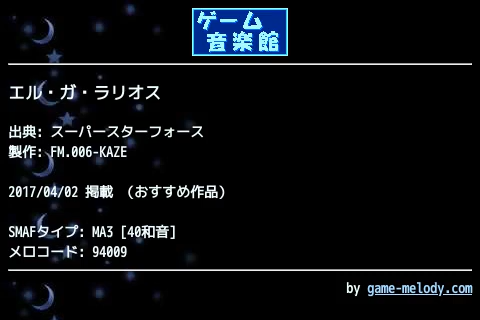 ゲーム
音楽館
エル・ガ・ラリオス
出典: スーパースターフォース
製作: FM.006-KAZE
2017/04/02 掲載 (おすすめ作品)
SMAFタイプ: MA3 [40和音]
メロコード: 94009
by game-melody.com